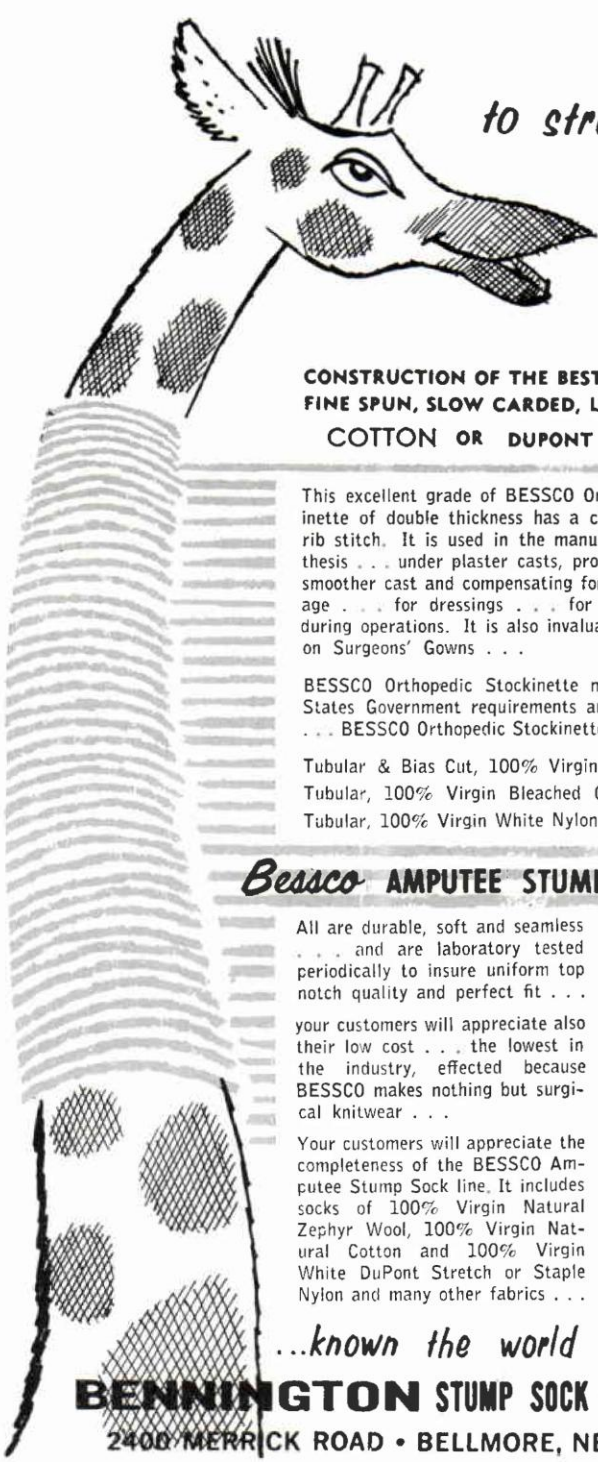 to str
CONSTRUCTION OF THE BEST
FINE SPUN, SLOW CARDED, L
COTTON OR DUPONT
This excellent grade of BESSCO Or
inette of double thickness has a c
rib stitch. It is used in the manu
thesis . . . under plaster casts, pro
smoother cast and compensating for
age . . . for dressings . . . for
during operations. It is also invalua
on Surgeons' Gowns . . .
BESSCO Orthopedic Stockinette m
States Government requirements a
. . . BESSCO Orthopedic Stockinette
Tubular & Bias Cut, 100% Virgin
Tubular, 100% Virgin Bleached C
Tubular, 100% Virgin White Nylon
Bessco AMPUTEE STUMP
All are durable, soft and seamless
. . . and are laboratory tested
periodically to insure uniform top
notch quality and perfect fit . . .
your customers will appreciate also
their low cost . . . the lowest in
the industry, effected because
BESSCO makes nothing but surgi-
cal knitwear . . .
Your customers will appreciate the
completeness of the BESSCO Am-
putee Stump Sock line. It includes
socks of 100% Virgin Natural
Zephyr Wool, 100% Virgin Nat-
ural Cotton and 100% Virgin
White DuPont Stretch or Staple
Nylon and many other fabrics . . .
...known the world
BENNINGTON STUMP SOCK
2400 MERRICK ROAD • BELLMORE, NE